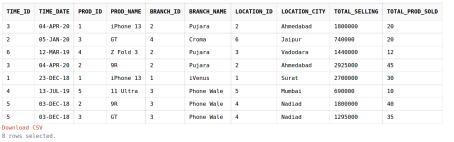 TIME_ID DATE PROD_ID PROD_NAME BRANCH_ID BRANCH_NAME LOCATION_ID LOCATION_CITY TOTAL_SELLING TOTAL_PROD_SOLD
3 04-APR-20 1 iPhone 13 2 Pujara 2 Ahmedabad 1800000 20
2 05-JAN-20 3 GT 4 Croma 6 Jaipur 740000 20
6 12-MAR-19 4 Z Fold 3 2 Pujara 3 Vadodara 1440000 12
3 04-APR-20 2 9R 2 Pujara 2 Ahmedabad 2925000 45
1 23-DEC-18 1 iPhone 13 1 iVenus 1 Surat 2700000 30
4 13-JUL-19 5 11 Ultra 3 Phone Wale 5 Mumbai 690000 10
5 03-DEC-18 2 9R 3 Phone Wale 4 Nadiad 1800000 40
5 03-DEC-18 3 GT 3 Phone Wale 4 Nadiad 1295000 35
Download CSV
8 rows selected.